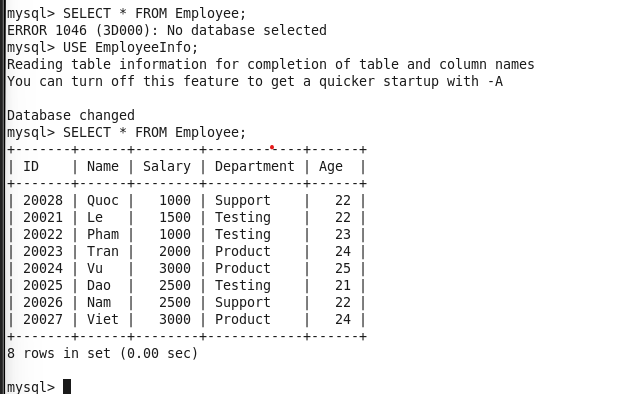 mysql> SELECT * FROM Employee;
ERROR 1046 (3D000): No database selected
mysql> USE EmployeeInfo;
Reading table information for completion of table and column names
You can turn off this feature to get a quicker startup with -A

Database changed
mysql> SELECT * FROM Employee;
+-------+------+--------+------------+------+
| ID    | Name | Salary | Department | Age  |
+-------+------+--------+------------+------+
| 20028 | Quoc |   1000 | Support    |   22 |
| 20021 | Le   |   1500 | Testing    |   22 |
| 20022 | Pham |   1000 | Testing    |   23 |
| 20023 | Tran |   2000 | Product    |   24 |
| 20024 | Vu   |   3000 | Product    |   25 |
| 20025 | Dao  |   2500 | Testing    |   21 |
| 20026 | Nam  |   2500 | Support    |   22 |
| 20027 | Viet |   3000 | Product    |   24 |
+-------+------+--------+------------+------+
8 rows in set (0.00 sec)

mysql>